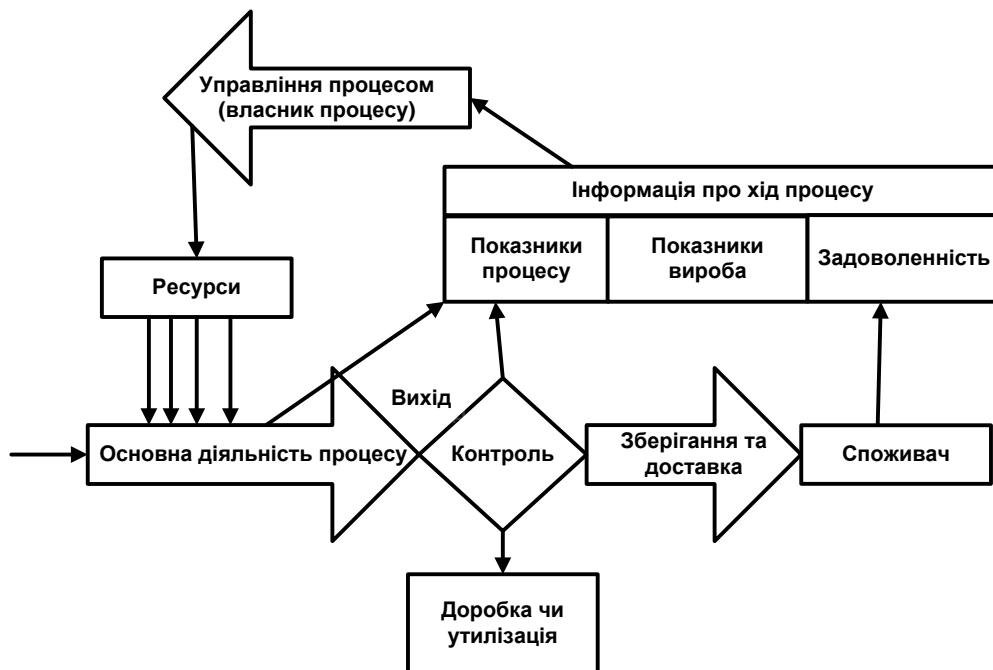 Управління процесом
(власник процесу)
Інформація про хід процесу
Показники
процесу
Показники
вироба
Задоволенність
Ресурси
Вихід
Основна діяльність процесу
Контроль
Зберігання та
доставка
Споживач
Доробка чи
утилізація